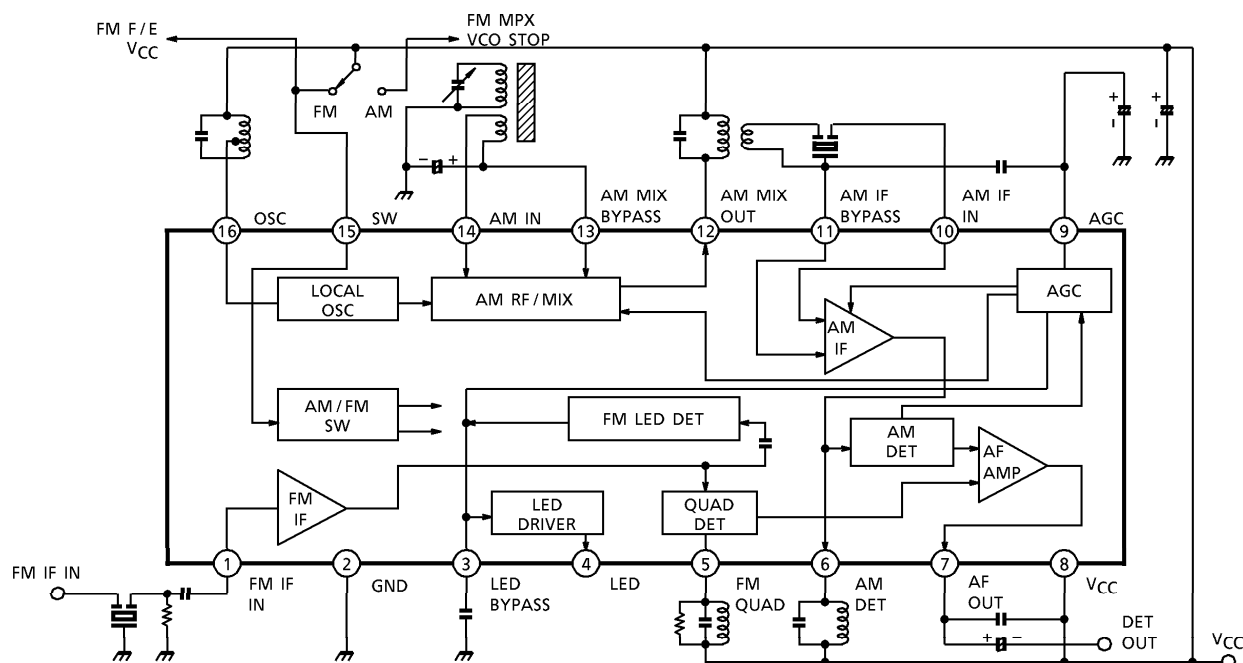 FM F/E
VCC
FM MPX
VCO STOP
FM
AM
+
-
+
-
-
+
OSC
SW
AM IN
AM MIX
BYPASS
AM MIX
OUT
AM IF
BYPASS
AM IF
IN
AGC
16
15
14
13
12
11
10
9
LOCAL
OSC
AM RF/MIX
AM
IF
AGC
AM/FM
SW
FM LED DET
AM
DET
AF
AMP
FM
IF
LED
DRIVER
QUAD
DET
1
2
3
4
5
6
7
8
FM IF IN
FM IF
IN
GND
LED
BYPASS
LED
FM
QUAD
AM
DET
AF
OUT
VCC
+
-
DET
OUT
VCC